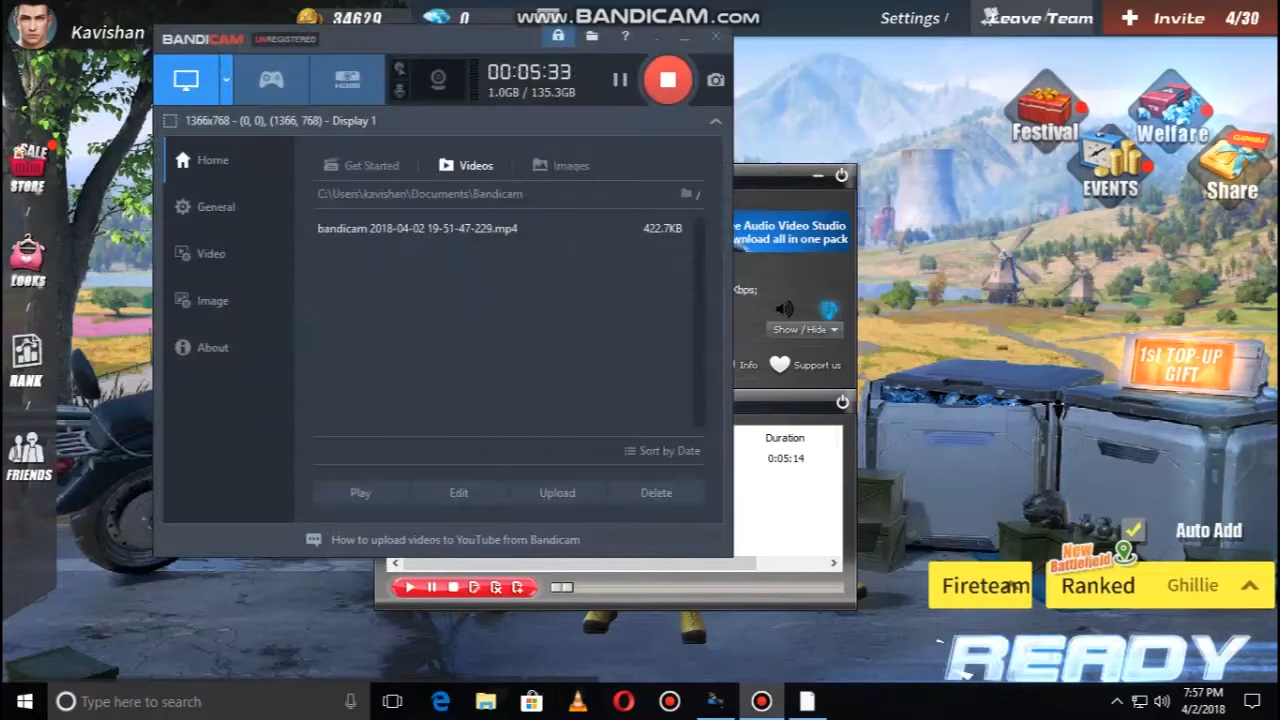 34629
0
www.BANDICAM.com
Settings
Leave Team
Invite 4/30
Kavishan
BANDICAM UNREGISTERED
HDMI
00:05:33
1.0GB / 135.3GB
1366x768 - (0, 0), (1366, 768) - Display 1
Home
General
Video
Image
About
Get Started
Videos
Images
C:\Users\kavishan\Documents\Bandicam
bandicam 2018-04-02 19-51-47-229.mp4 422.7KB
Sort by Date
Play
Edit
Upload
Delete
How to upload videos to YouTube from Bandicam
e Audio Video Studio
wnload all in one pack
Kbps;
Show / Hide
Info
Support us
Duration
0:05:14
SALE
STORE
LOOKS
RANK
FRIENDS
Festival
Welfare
CLAIMABLE
EVENTS
Share
1st TOP-UP
GIFT
Auto Add
New
Battlefield
Fireteam
Ranked
Ghillie
READY
Type here to search
7:57 PM
4/2/2018